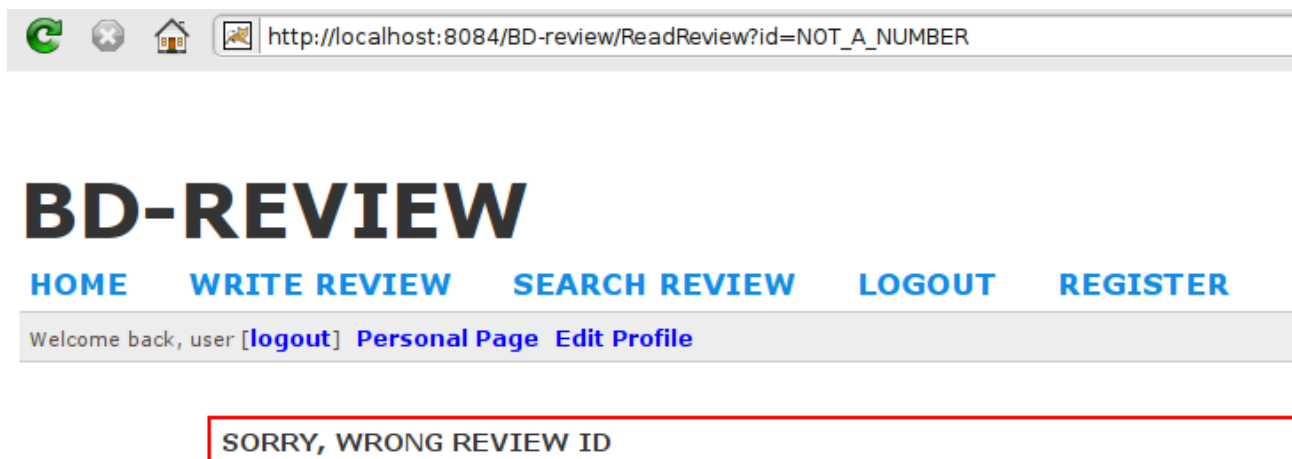 http://localhost:8084/BD-review/ReadReview?id=NOT_A_NUMBER
BD-REVIEW
HOME WRITE REVIEW SEARCH REVIEW LOGOUT REGISTER
Welcome back, user [logout] Personal Page Edit Profile
SORRY, WRONG REVIEW ID